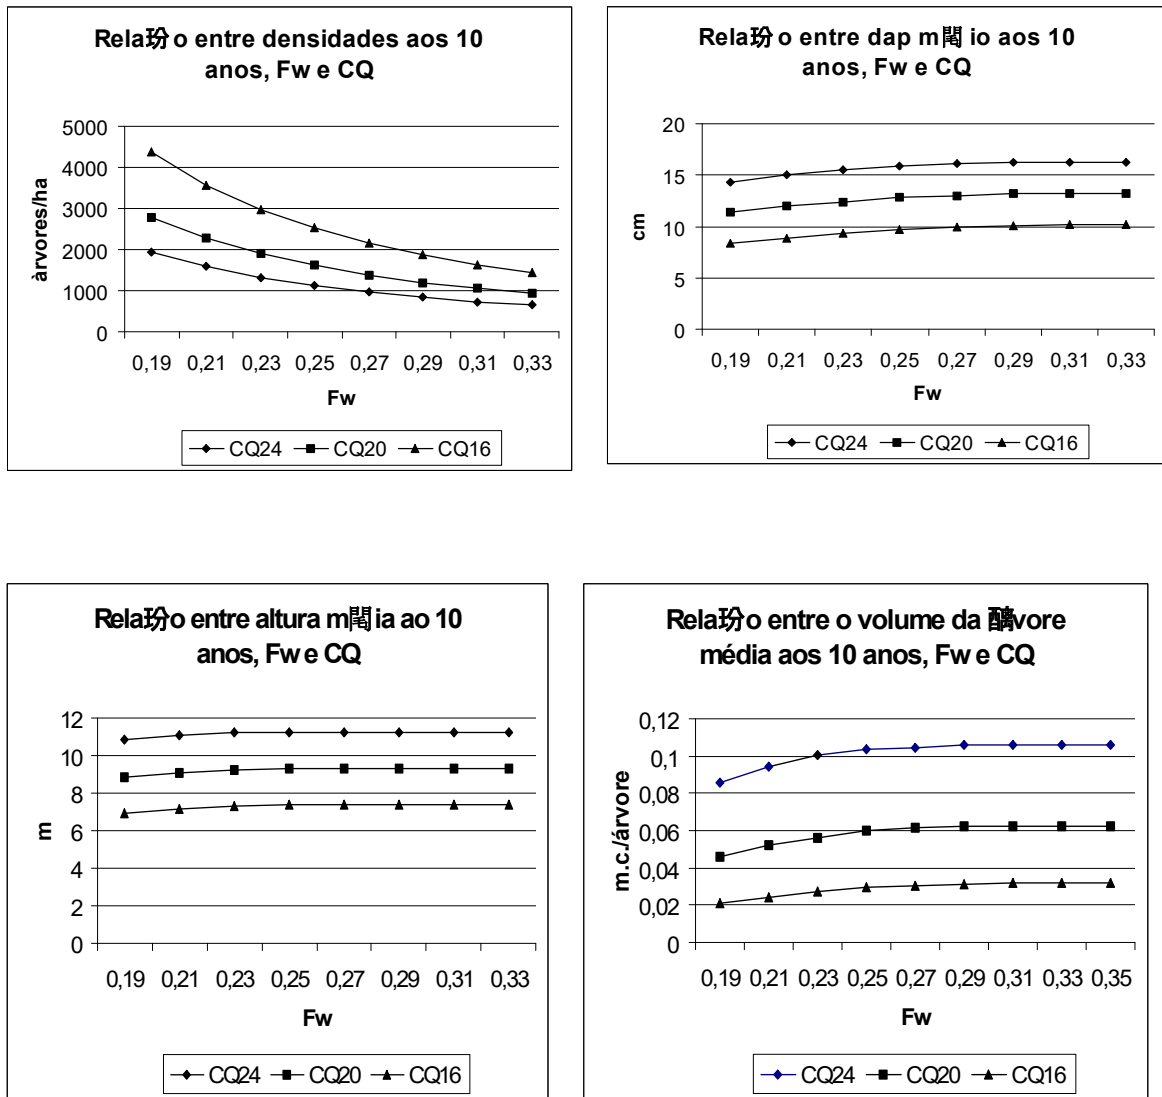 Rela玢o entre densidades aos 10
anos, Fw e CQ
àrvores/ha
5000
4000
3000
2000
1000
0
0,19 0,21 0,23 0,25 0,27 0,29 0,31 0,33
Fw
CQ24 CQ20 CQ16
Rela玢o entre dap m閐io aos 10
anos, Fw e CQ
cm
20
15
10
5
0
0,19 0,21 0,23 0,25 0,27 0,29 0,31 0,33
Fw
CQ24 CQ20 CQ16
Rela玢o entre altura m閐ia ao 10
anos, Fw e CQ
m
12
10
8
6
4
2
0
0,19 0,21 0,23 0,25 0,27 0,29 0,31 0,33
Fw
CQ24 CQ20 CQ16
Rela玢o entre o volume da 醨vore
média aos 10 anos, Fw e CQ
m.c./árvore
0,12
0,1
0,08
0,06
0,04
0,02
0
0,19 0,21 0,23 0,25 0,27 0,29 0,31 0,33 0,35
Fw
CQ24 CQ20 CQ16